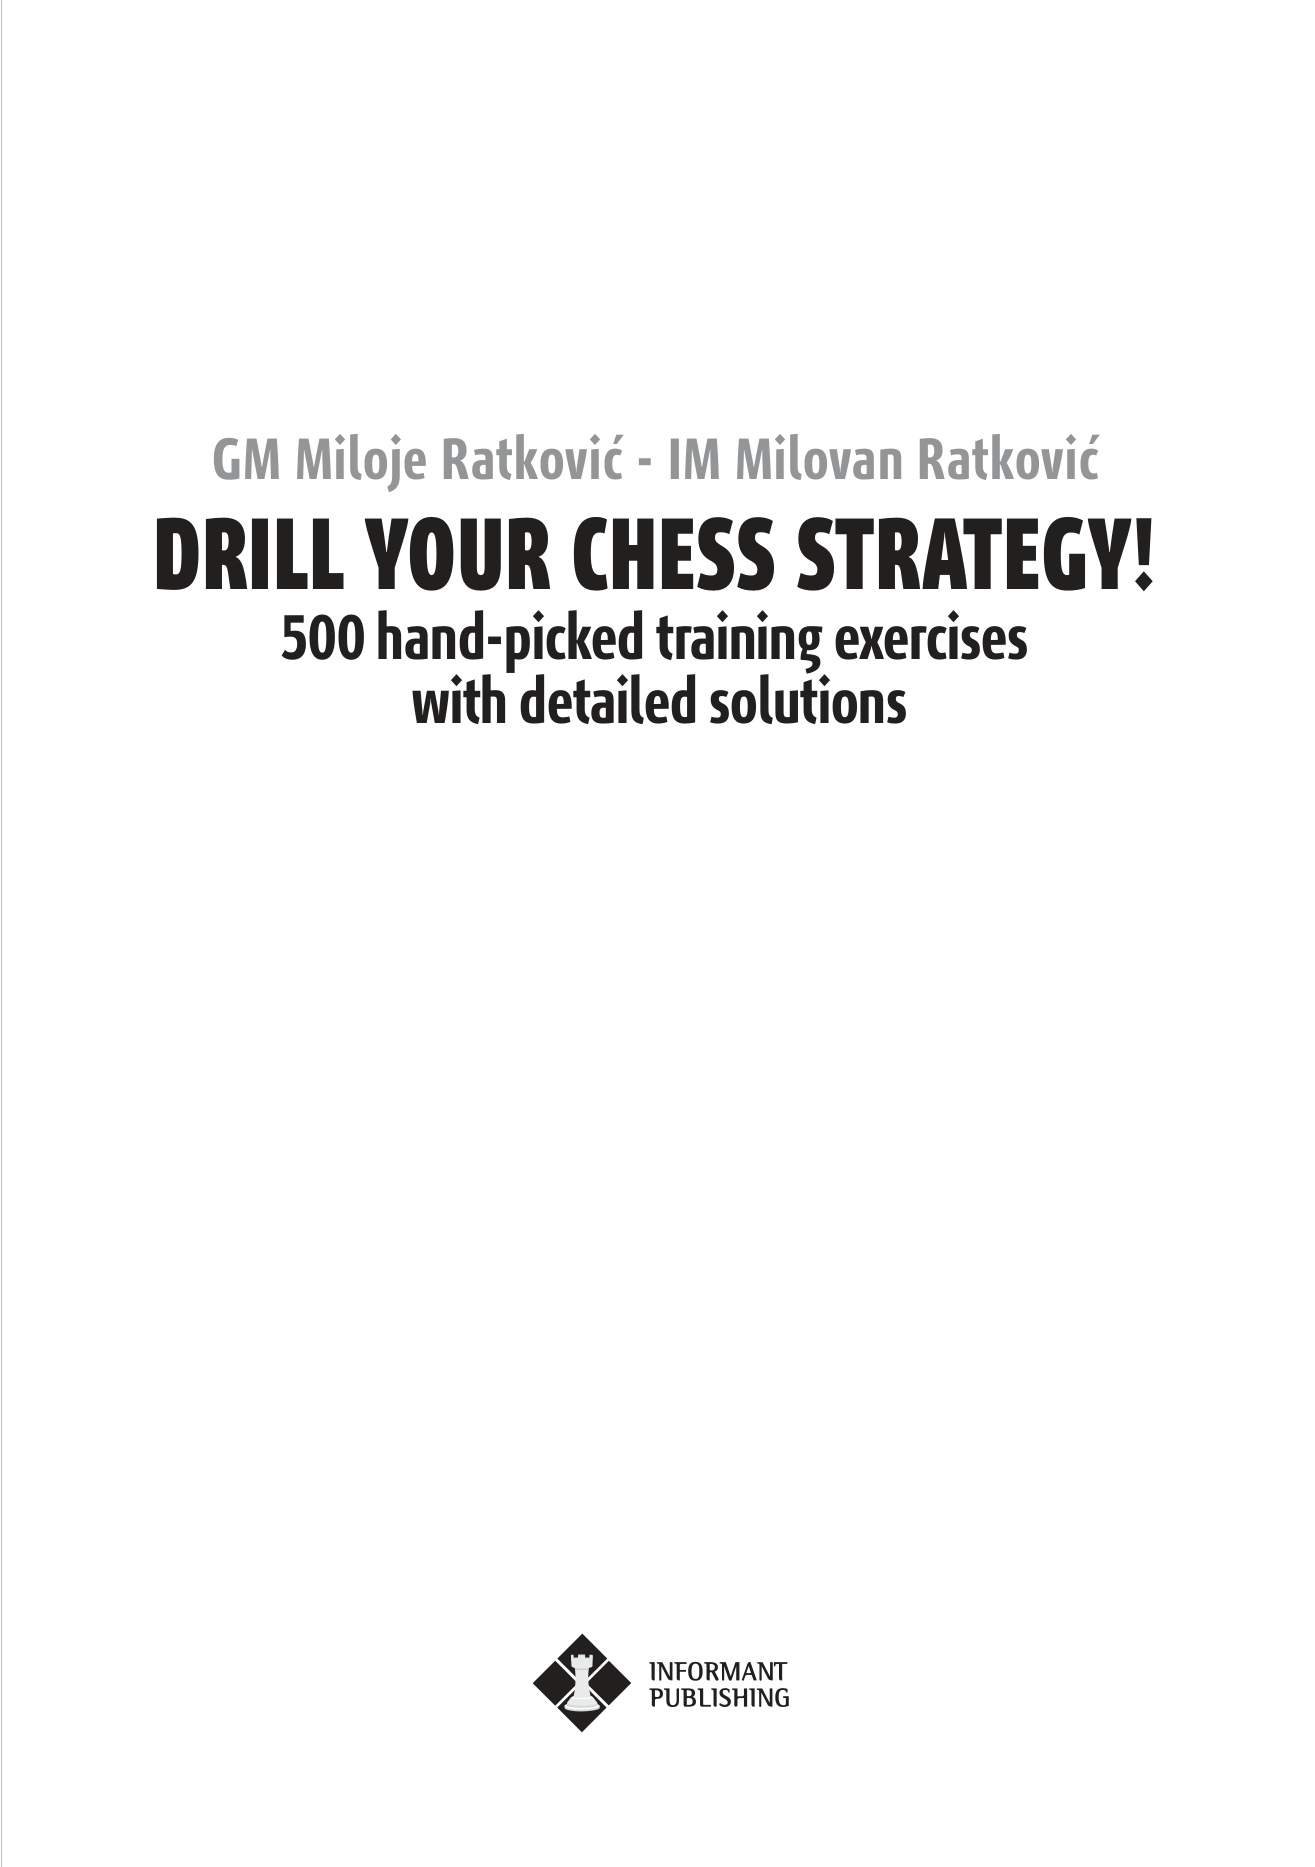 GM Miloje Ratković - IM Milovan Ratković
DRILL YOUR CHESS STRATEGY!
500 hand-picked training exercises
with detailed solutions
INFORMANT
PUBLISHING